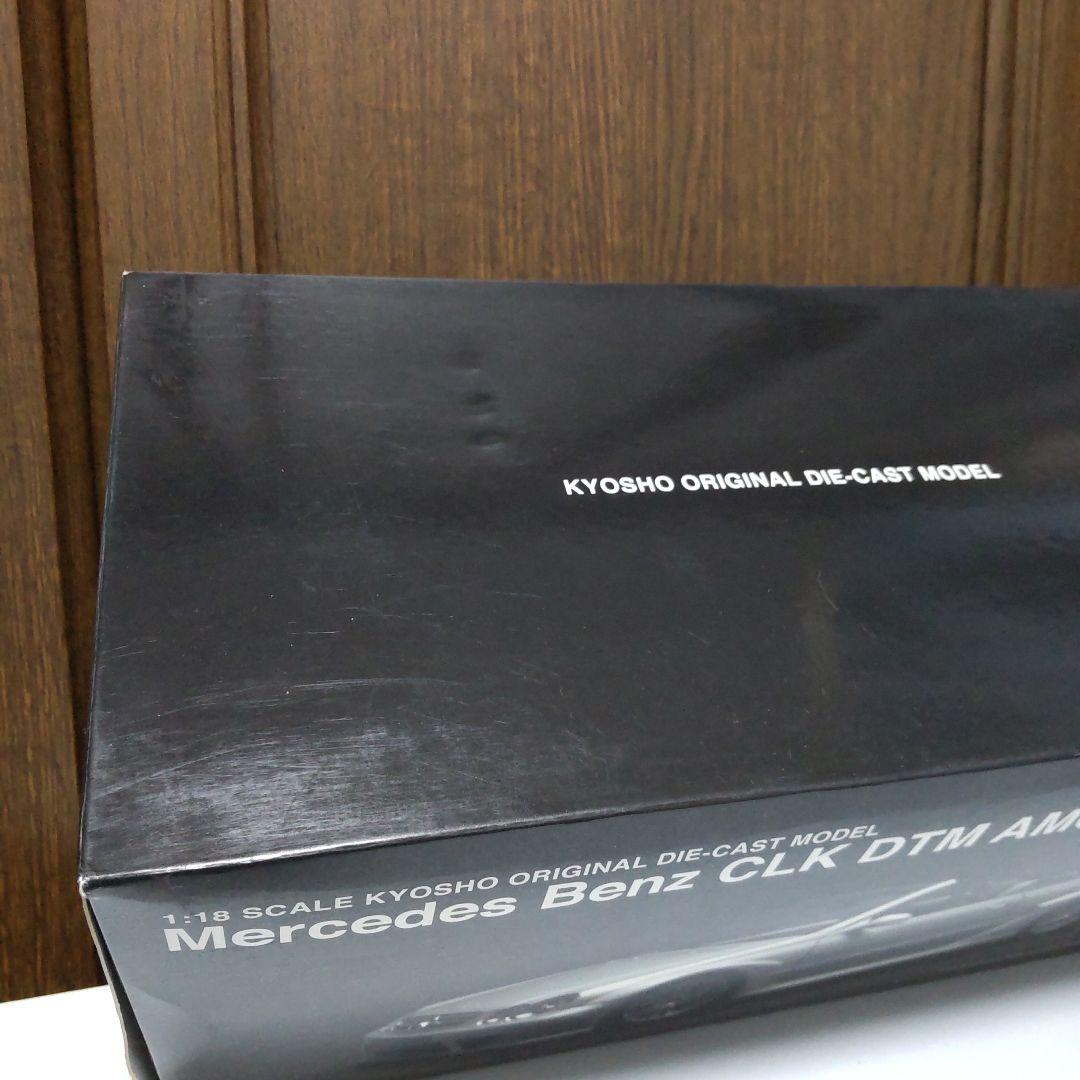 KYOSHO ORIGINAL DIE-CAST MODEL
1:18 SCALE KYOSHO ORIGINAL DIE-CAST MODEL
Mercedes Benz CLK DTM